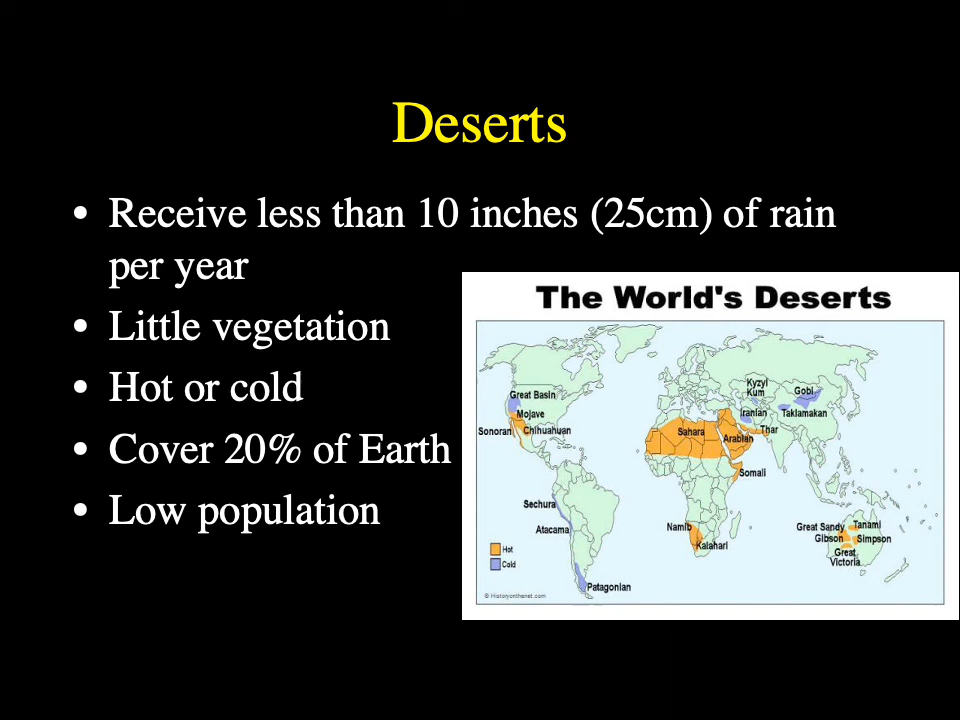 Deserts
• Receive less than 10 inches (25cm) of rain
per year
• Little vegetation
• Hot or cold
• Cover 20% of Earth
• Low population
The World's Deserts
Great Basin
Mojave
Sonoran
Chihuahuan
Sechura
Atacama
Patagonian
Sahara
Arabian
Somali
Namib
Kalahari
Kyzyl
Kum
Iranian
Thar
Gobi
Taklamakan
Great Sandy
Tanami
Gibson
Simpson
Great
Victoria
Hot
Cold
© Historyonthenet.com